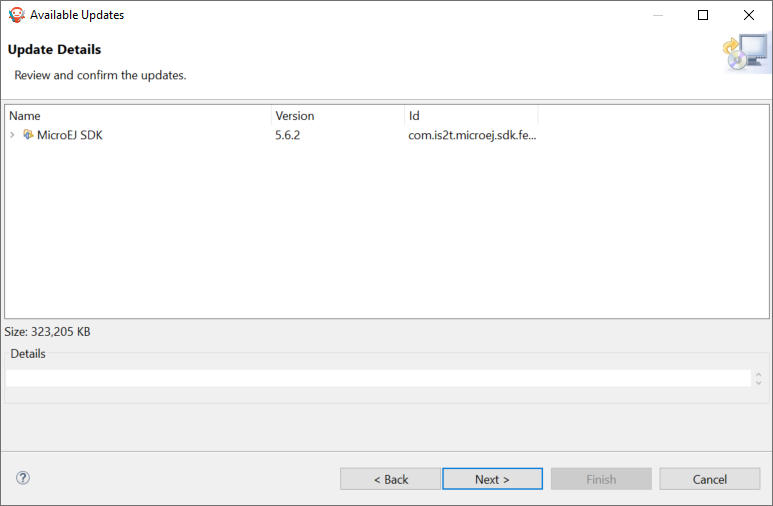 Available Updates
Update Details
Review and confirm the updates.
Name Version Id
MicroEJ SDK 5.6.2 com.is2t.microej.sdk.fe...
Size: 323,205 KB
Details
? < Back Next > Finish Cancel